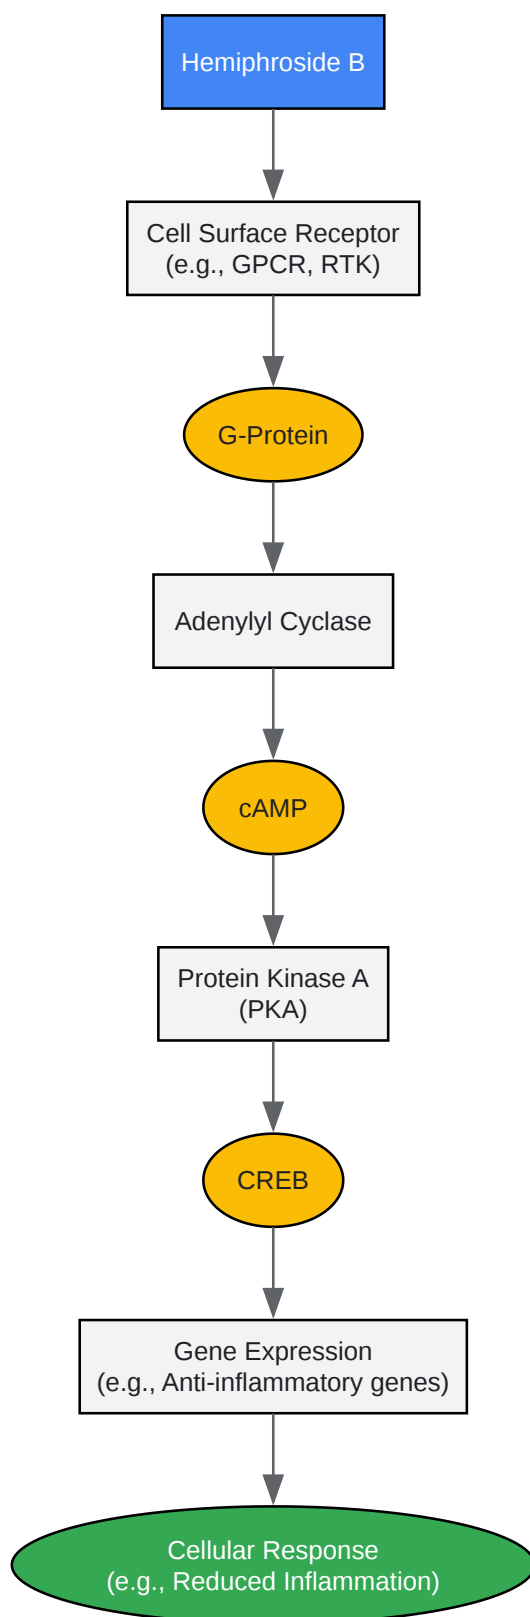 Hemiphroside B
Cell Surface Receptor
(e.g., GPCR, RTK)
G-Protein
Adenylyl Cyclase
cAMP
Protein Kinase A
(PKA)
CREB
Gene Expression
(e.g., Anti-inflammatory genes)
Cellular Response
(e.g., Reduced Inflammation)